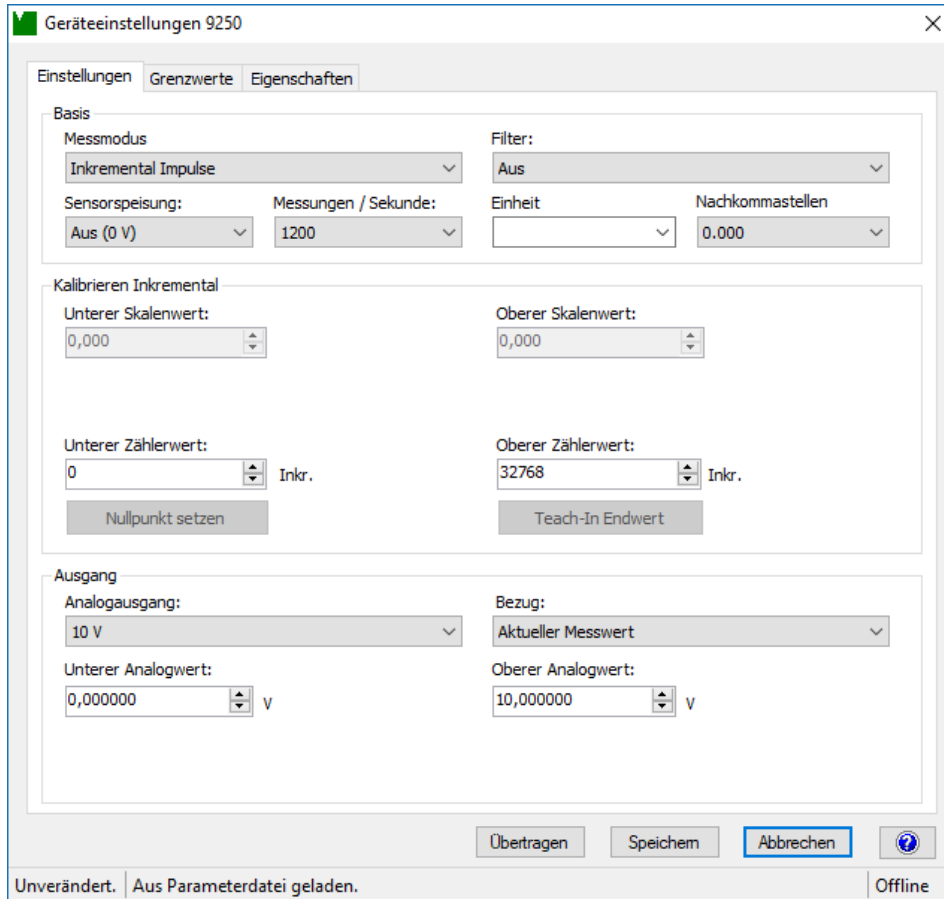 Geräteeinstellungen 9250
Einstellungen Grenzwerte Eigenschaften
Basis
Messmodus Filter:
Inkremental Impulse Aus
Sensorspeisung: Messungen / Sekunde: Einheit Nachkommastellen
Aus (0 V) 1200 0.000
Kalibrieren Inkremental
Unterer Skalenwert: Oberer Skalenwert:
0,000 0,000
Unterer Zählerwert: Oberer Zählerwert:
0 Inkr. 32768 Inkr.
Nullpunkt setzen Teach-In Endwert
Ausgang
Analogausgang: Bezug:
10 V Aktueller Messwert
Unterer Analogwert: Oberer Analogwert:
0,000000 V 10,000000 V
Übertragen Speichern Abbrechen ?
Unverändert. Aus Parameterdatei geladen. Offline